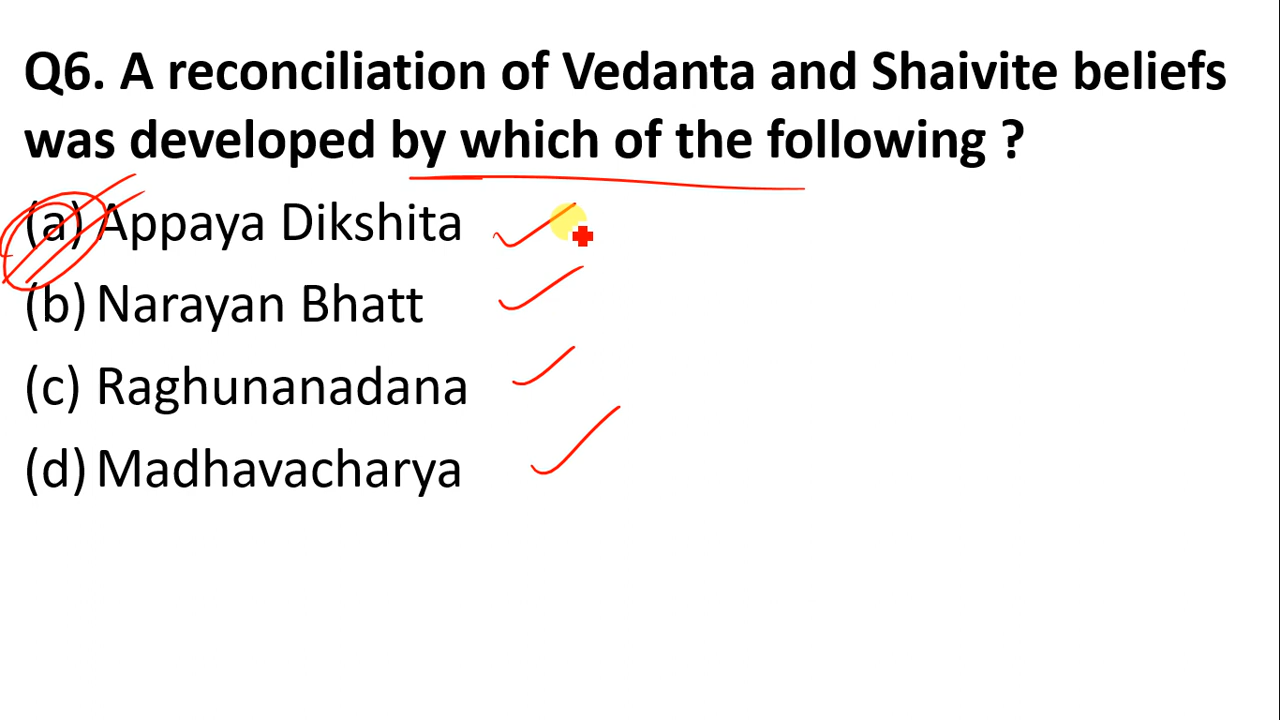 Q6. A reconciliation of Vedanta and Shaivite beliefs
was developed by which of the following ?
(a) Appaya Dikshita
(b) Narayan Bhatt
(c) Raghunanadana
(d) Madhavacharya